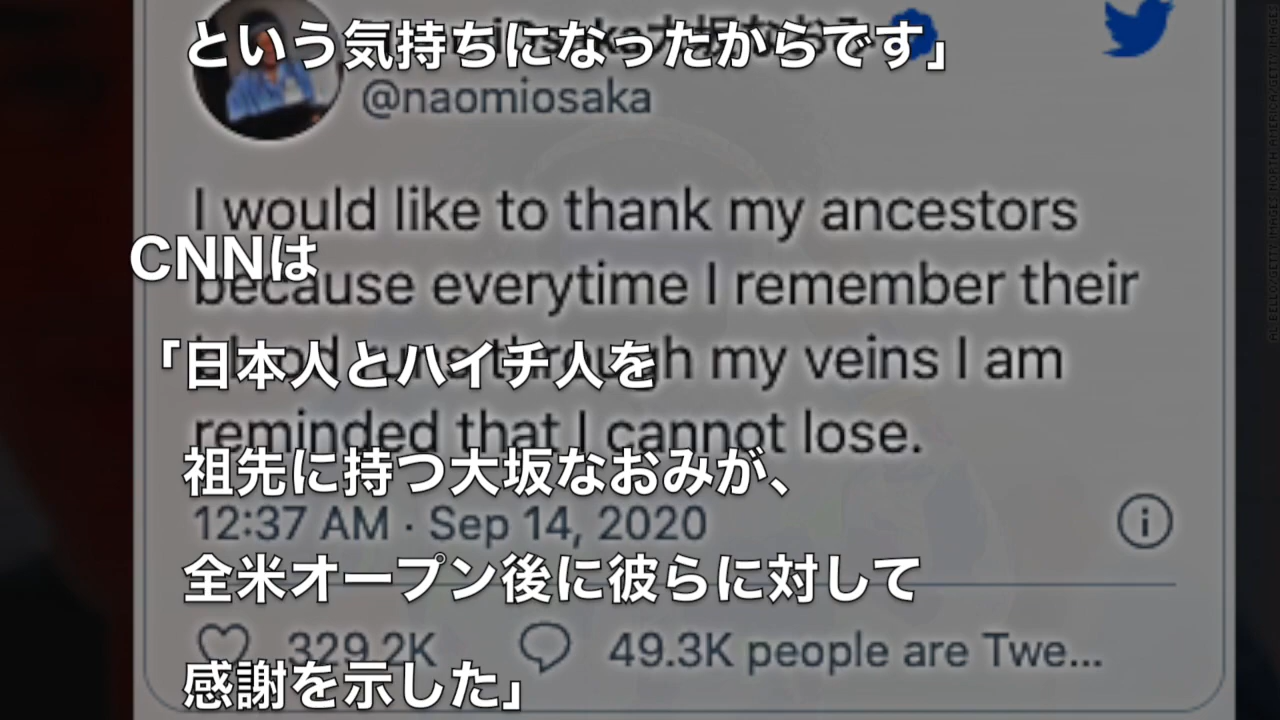 という気持ちになったからです」
@naomiosaka
I would like to thank my ancestors
CNNは
because everytime I remember their
「日本人とハイチ人を
through my veins I am
reminded that I cannot lose.
祖先に持つ大坂なおみが、
12:37 AM · Sep 14, 2020
全米オープン後に彼らに対して
329.2K 49.3K people are Twe...
感謝を示した」